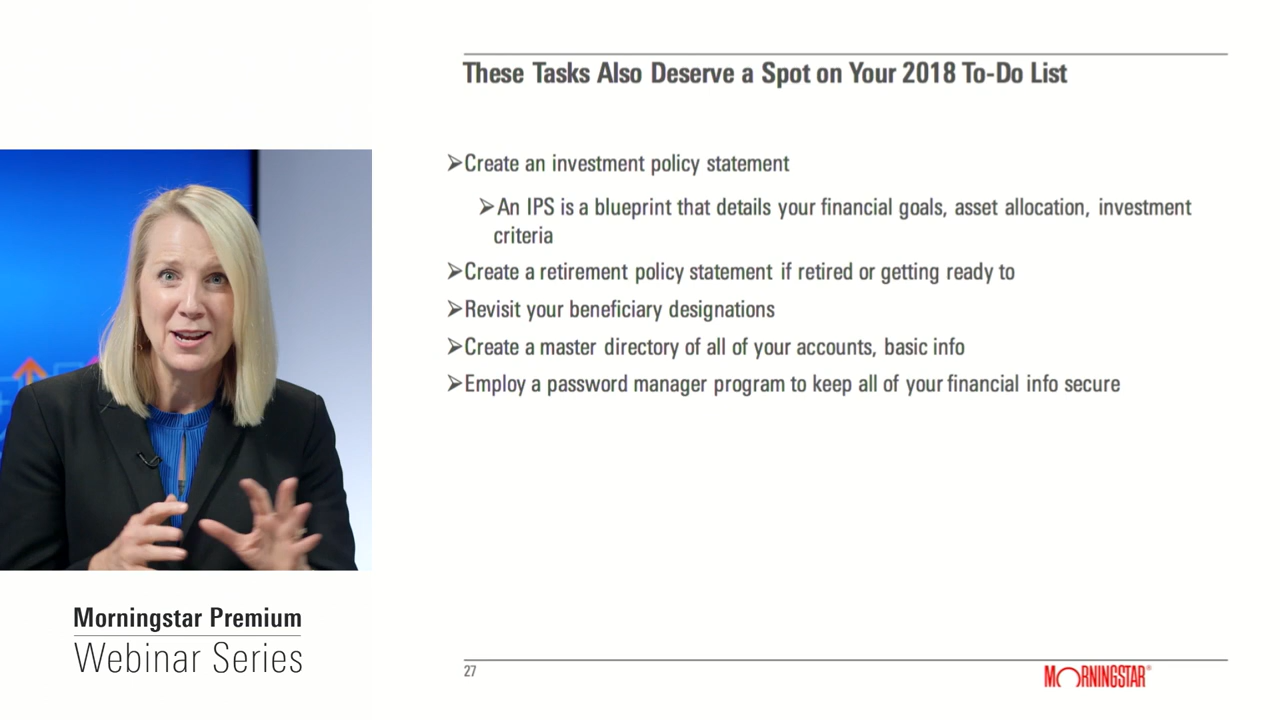 These Tasks Also Deserve a Spot on Your 2018 To-Do List
➢Create an investment policy statement
➢An IPS is a blueprint that details your financial goals, asset allocation, investment
criteria
➢Create a retirement policy statement if retired or getting ready to
➢Revisit your beneficiary designations
➢Create a master directory of all of your accounts, basic info
➢Employ a password manager program to keep all of your financial info secure
Morningstar Premium
Webinar Series
27
MORNINGSTAR®